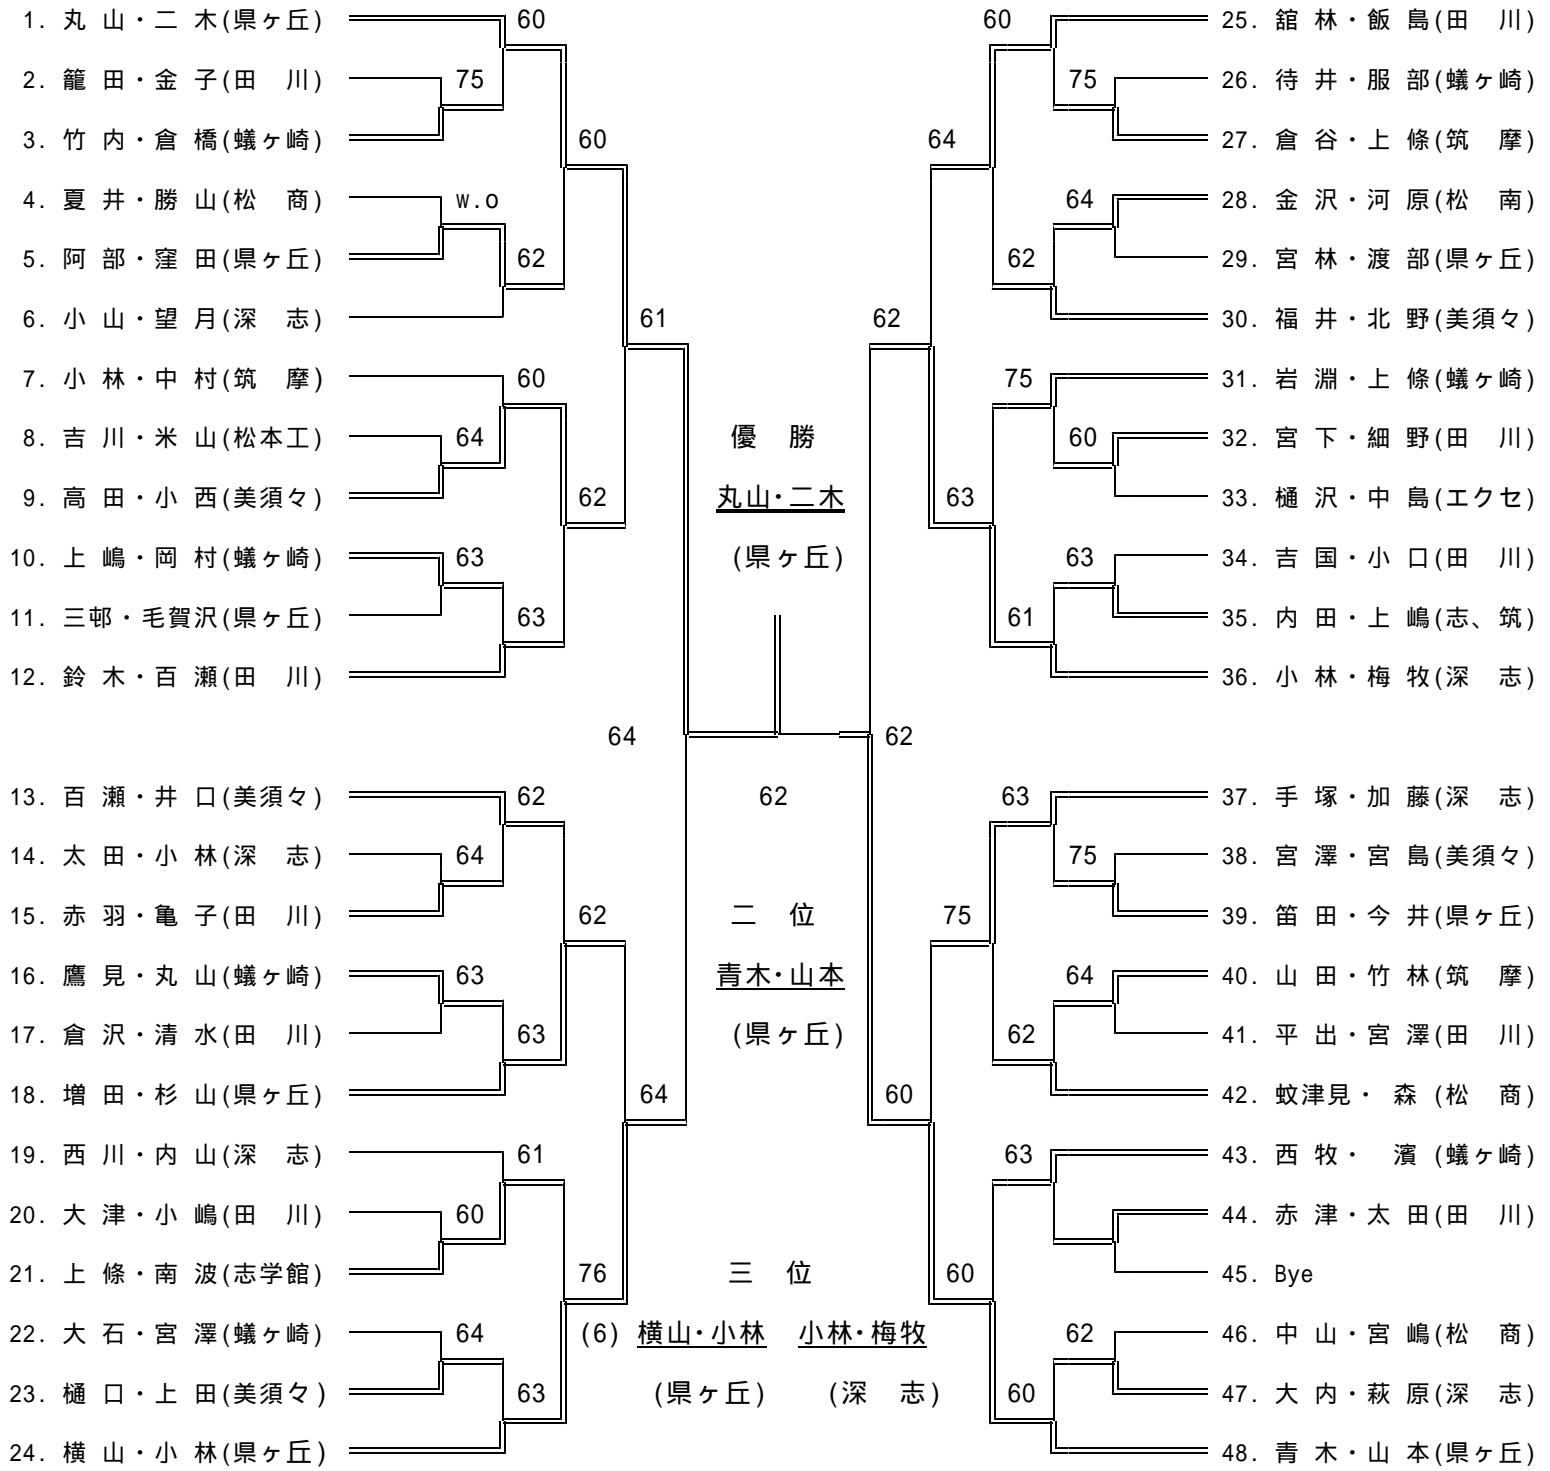 1. 丸 山・二 木(県ヶ丘) 60 60 25. 舘 林・飯 島(田　川)
2. 籠 田・金 子(田　川) 75 75 26. 待 井・服 部(蟻ヶ崎)
3. 竹 内・倉 橋(蟻ヶ崎) 60 64 27. 倉 谷・上 條(筑　摩)
4. 夏 井・勝 山(松　商) w.o 64 28. 金 沢・河 原(松　南)
5. 阿 部・窪 田(県ヶ丘) 62 62 29. 宮 林・渡 部(県ヶ丘)
6. 小 山・望 月(深　志) 61 62 30. 福 井・北 野(美須々)
7. 小 林・中 村(筑　摩) 60 75 31. 岩 淵・上 條(蟻ヶ崎)
8. 吉 川・米 山(松本工) 64 優　勝 60 32. 宮 下・細 野(田　川)
9. 高 田・小 西(美須々) 62 丸山・二木 63 33. 樋 沢・中 島(エクセ)
10. 上 嶋・岡 村(蟻ヶ崎) 63 (県ヶ丘) 63 34. 吉 国・小 口(田　川)
11. 三邨・毛賀沢(県ヶ丘) 63 61 35. 内 田・上 嶋(志、筑)
12. 鈴 木・百 瀬(田　川) 36. 小 林・梅 牧(深　志)
64 62
13. 百 瀬・井 口(美須々) 62 62 63 37. 手 塚・加 藤(深　志)
14. 太 田・小 林(深　志) 64 75 38. 宮 澤・宮 島(美須々)
15. 赤 羽・亀 子(田　川) 62 二　位 75 39. 笛 田・今 井(県ヶ丘)
16. 鷹 見・丸 山(蟻ヶ崎) 63 青木・山本 64 40. 山 田・竹 林(筑　摩)
17. 倉 沢・清 水(田　川) 63 (県ヶ丘) 62 41. 平 出・宮 澤(田　川)
18. 増 田・杉 山(県ヶ丘) 64 60 42. 蚊津見・ 森 (松　商)
19. 西 川・内 山(深　志) 61 63 43. 西 牧・　濱 (蟻ヶ崎)
20. 大 津・小 嶋(田　川) 60 44. 赤 津・太 田(田　川)
21. 上 條・南 波(志学館) 76 三　位 60 45. Bye
22. 大 石・宮 澤(蟻ヶ崎) 64 (6) 横山・小林 小林・梅牧 62 46. 中 山・宮 嶋(松　商)
23. 樋 口・上 田(美須々) 63 (県ヶ丘) (深　志) 60 47. 大 内・萩 原(深　志)
24. 横 山・小 林(県ヶ丘) 48. 青 木・山 本(県ヶ丘)